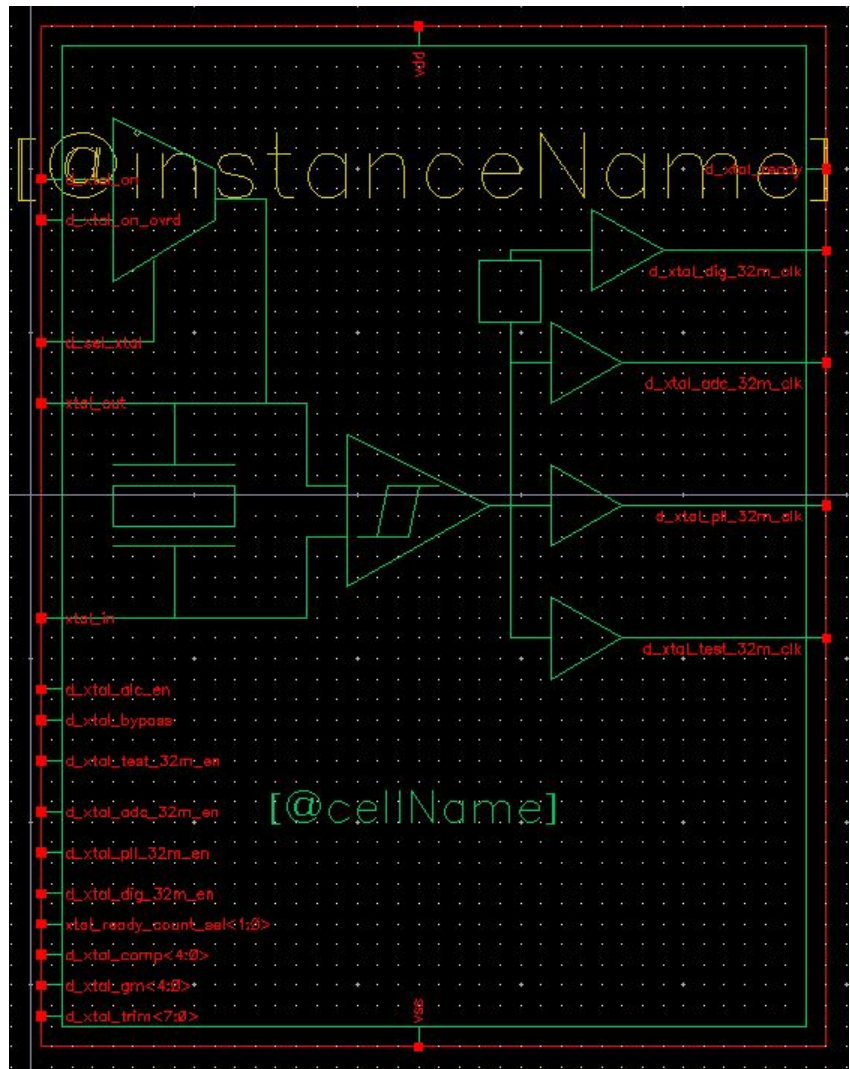 vdd
[@instanceName]
d_xtal_on
d_xtal_ready
d_xtal_on_ovrd
d_xtal_dig_32m_clk
d_sel_xtal
d_xtal_adc_32m_clk
xtal_out
d_xtal_pll_32m_clk
xtal_in
d_xtal_test_32m_clk
d_xtal_alc_en
d_xtal_bypass
d_xtal_test_32m_en
[@cellName]
d_xtal_adc_32m_en
d_xtal_pll_32m_en
d_xtal_dig_32m_en
xtal_ready_count_sel<1:0>
d_xtal_comp<4:0>
d_xtal_gm<4:0>
d_xtal_trim<7:0>
vss